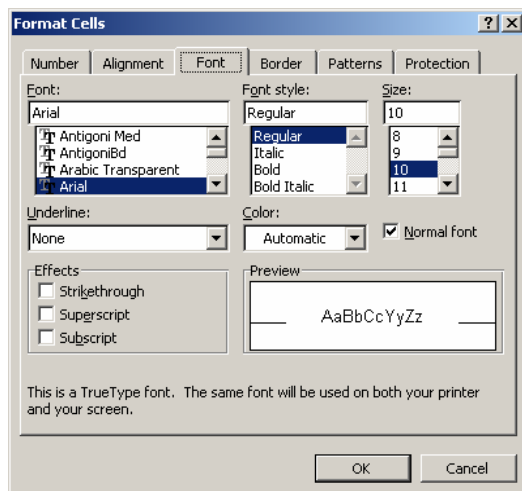 Format Cells
Number Alignment Font Border Patterns Protection
Font: Font style: Size:
Arial Regular 10
Antigoni Med Regular 8
AntigoniBd Italic 9
Arabic Transparent Bold 10
Arial Bold Italic 11
Underline: Color:
None Automatic Normal font
Effects Preview
Strikethrough
Superscript AaBbCcYyZz
Subscript
This is a TrueType font. The same font will be used on both your printer
and your screen.
OK Cancel